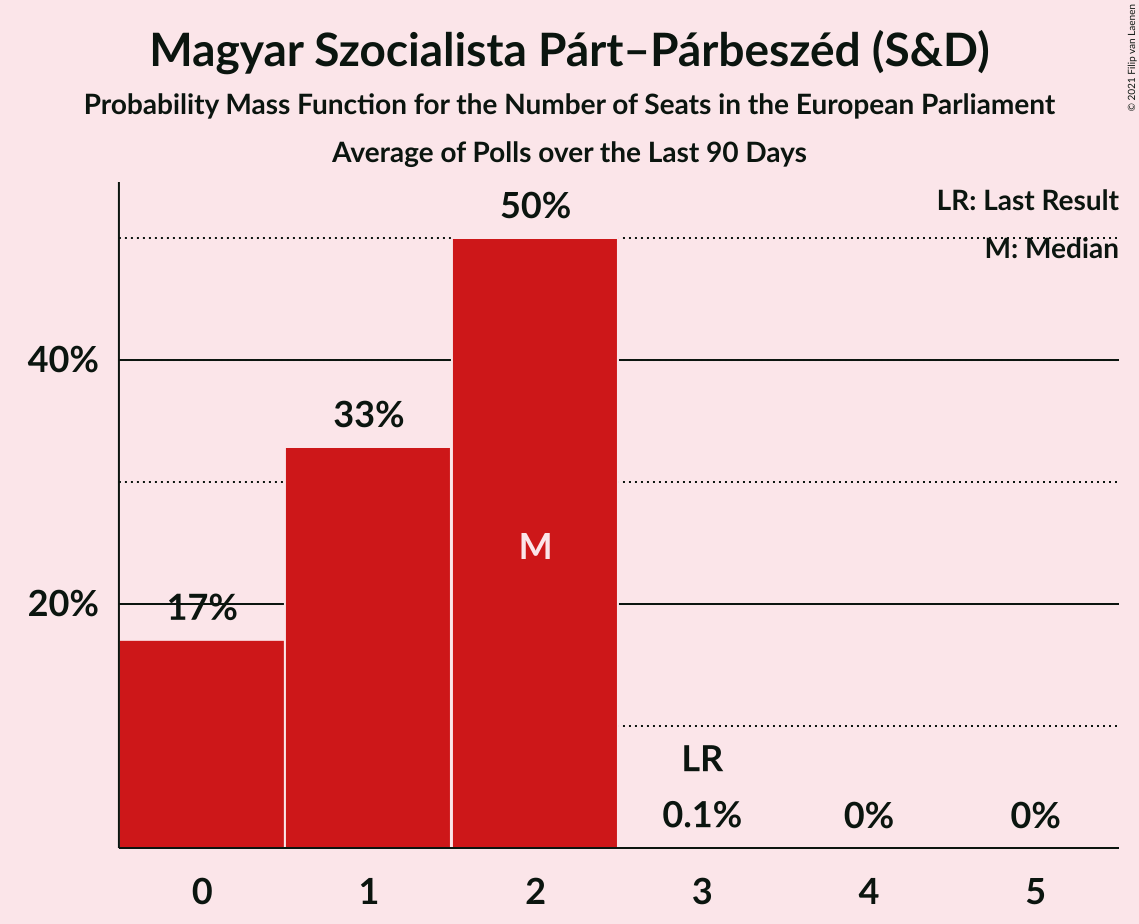 Magyar Szocialista Párt–Párbeszéd (S&D)
Probability Mass Function for the Number of Seats in the European Parliament
Average of Polls over the Last 90 Days
© 2021 Filip van Laenen
LR: Last Result
M: Median
50%
40%
33%
M
20%
17%
LR
0.1%
0%
0%
0
1
2
3
4
5